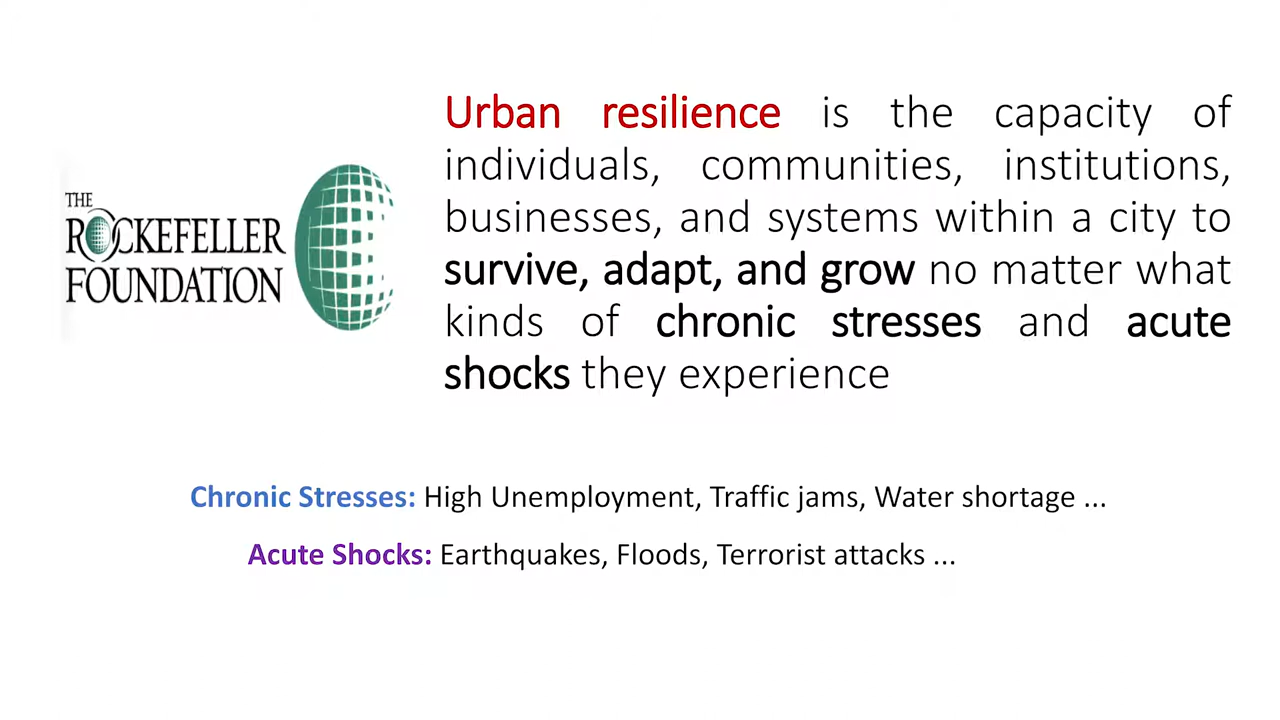 THE
ROCKEFELLER
FOUNDATION
Urban resilience is the capacity of
individuals, communities, institutions,
businesses, and systems within a city to
survive, adapt, and grow no matter what
kinds of chronic stresses and acute
shocks they experience
Chronic Stresses: High Unemployment, Traffic jams, Water shortage ...
Acute Shocks: Earthquakes, Floods, Terrorist attacks ...